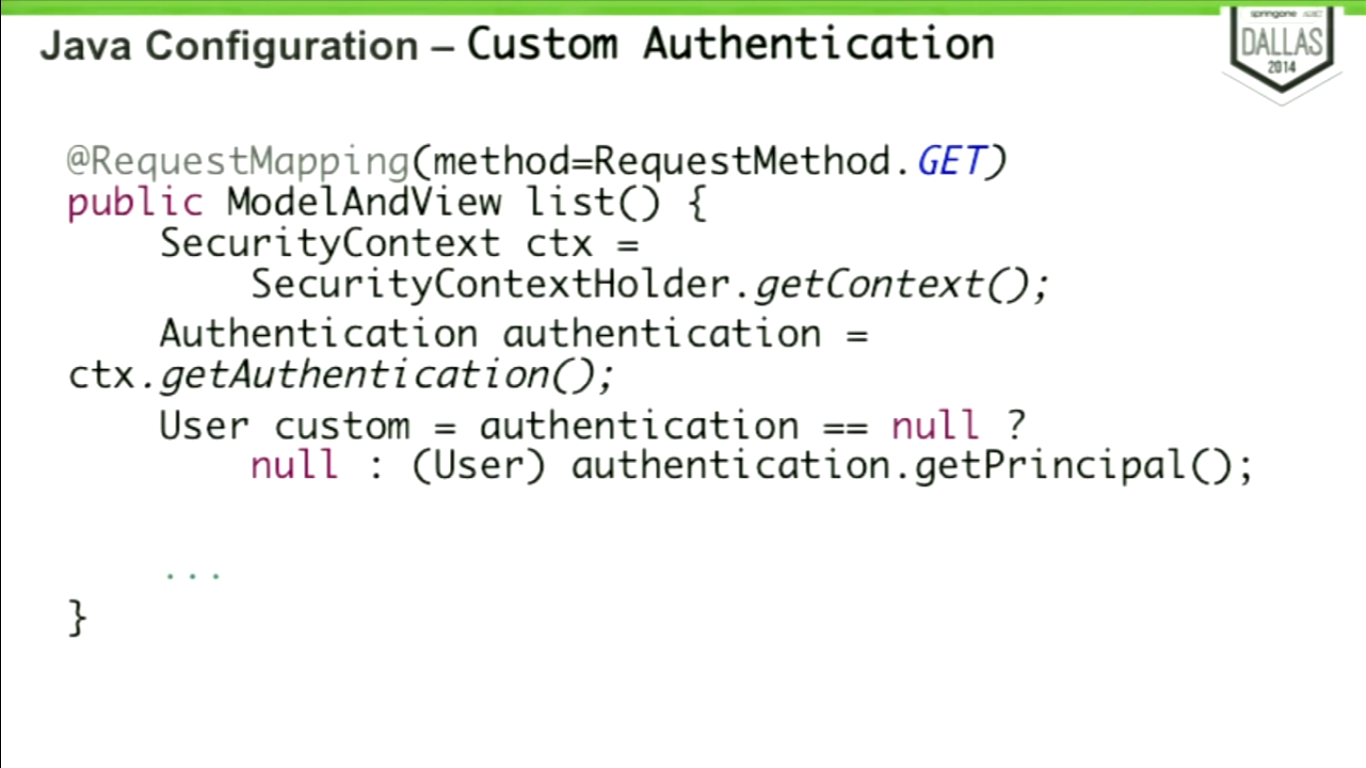 Java Configuration – Custom Authentication
springone
DALLAS
2014
@RequestMapping(method=RequestMethod.GET)
public ModelAndView list() {
SecurityContext ctx =
SecurityContextHolder.getContext();
Authentication authentication =
ctx.getAuthentication();
User custom = authentication == null ?
null : (User) authentication.getPrincipal();
...
}